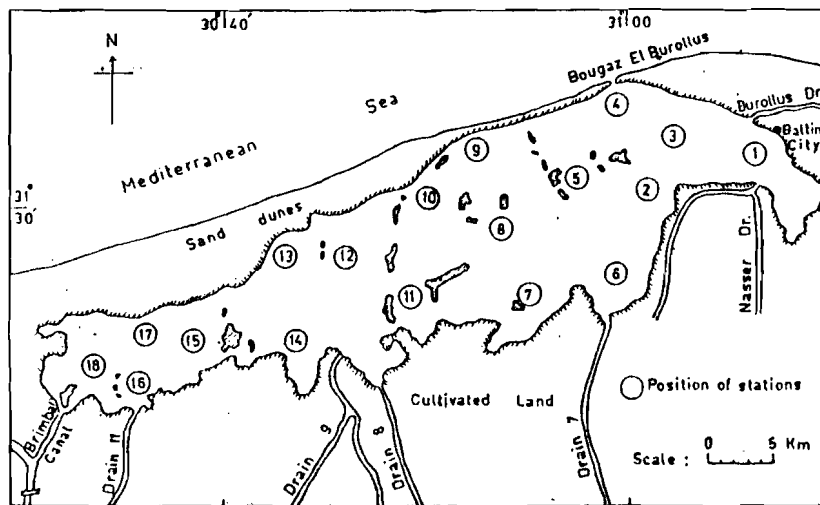 30°40'
31°00
N
Bougaz El Burollus
Mediterranean Sea
Burollus Dr.
Baltim
City
31°
30'
Sand dunes
4
3
1
9
5
2
10
8
13
12
6
11
7
17
15
14
18
16
Nasser Dr.
Position of stations
Cultivated Land
Brimbal
Canal
Drain 11
Drain 9
Drain 8
Drain 7
Scale :
0 5 Km